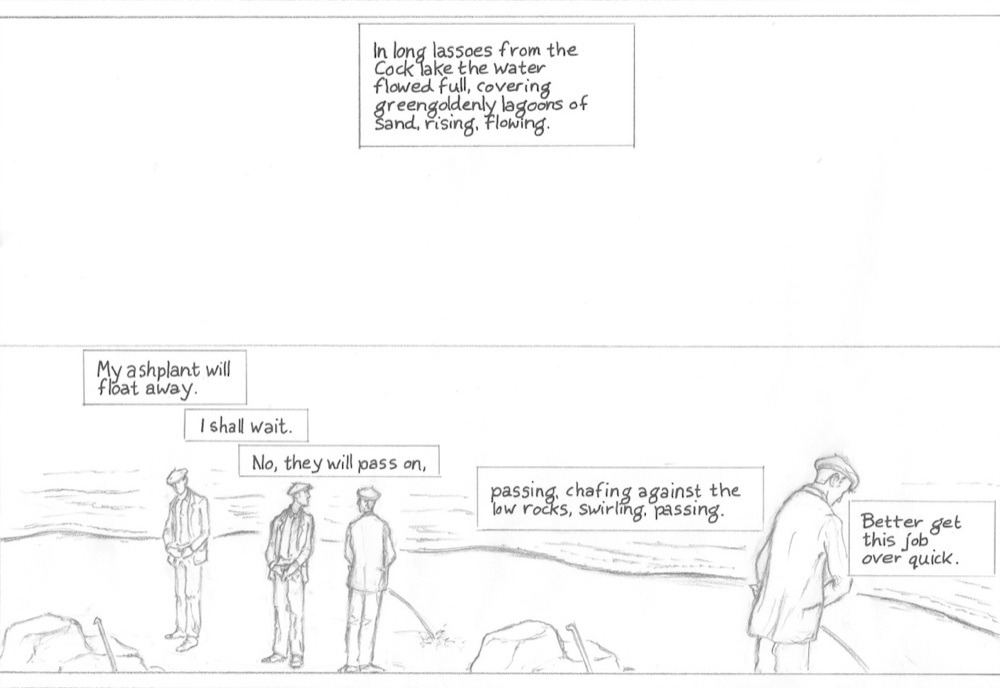 In long lassoes from the
Cock lake the water
flowed full, covering
greengoldenly lagoons of
sand, rising, flowing.
My ashplant will
float away.
I shall wait.
No, they will pass on,
passing, chafing against the
low rocks, swirling, passing.
Better get
this job
over quick.